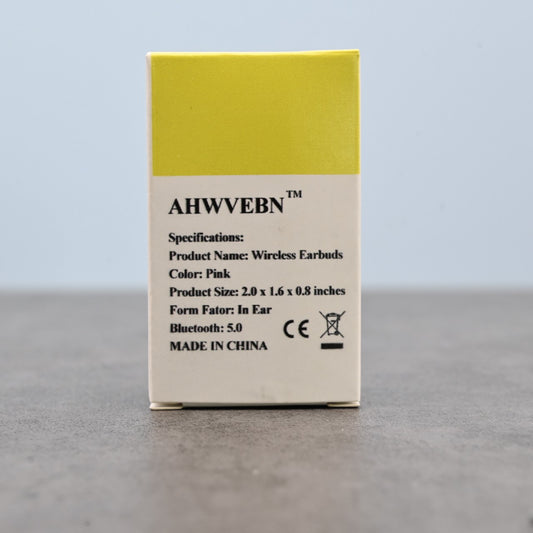 AHWVEBN™
Specifications:
Product Name: Wireless Earbuds
Color: Pink
Product Size: 2.0 x 1.6 x 0.8 inches
Form Fator: In Ear
Bluetooth: 5.0
MADE IN CHINA
CE